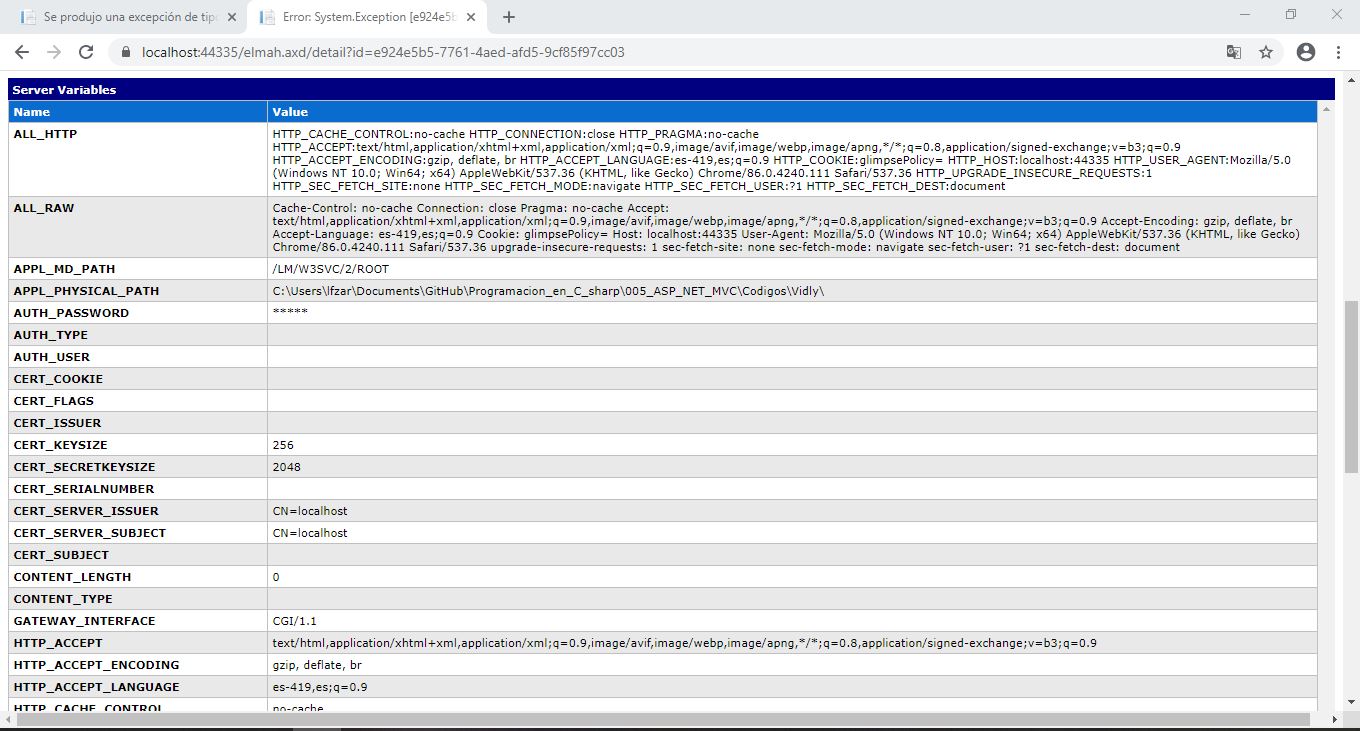 Se produjo una excepción de tipo
Error: System.Exception [e924e5b
localhost:44335/elmah.axd/detail?id=e924e5b5-7761-4aed-afd5-9cf85f97cc03
Server Variables
Name Value
ALL_HTTP HTTP_CACHE_CONTROL:no-cache HTTP_CONNECTION:close HTTP_PRAGMA:no-cache
HTTP_ACCEPT:text/html,application/xhtml+xml,application/xml;q=0.9,image/avif,image/webp,image/apng,*/*;q=0.8,application/signed-exchange;v=b3;q=0.9
HTTP_ACCEPT_ENCODING:gzip, deflate, br HTTP_ACCEPT_LANGUAGE:es-419,es;q=0.9 HTTP_COOKIE:glimpsePolicy= HTTP_HOST:localhost:44335 HTTP_USER_AGENT:Mozilla/5.0
(Windows NT 10.0; Win64; x64) AppleWebKit/537.36 (KHTML, like Gecko) Chrome/86.0.4240.111 Safari/537.36 HTTP_UPGRADE_INSECURE_REQUESTS:1
HTTP_SEC_FETCH_SITE:none HTTP_SEC_FETCH_MODE:navigate HTTP_SEC_FETCH_USER:?1 HTTP_SEC_FETCH_DEST:document
ALL_RAW Cache-Control: no-cache Connection: close Pragma: no-cache Accept:
text/html,application/xhtml+xml,application/xml;q=0.9,image/avif,image/webp,image/apng,*/*;q=0.8,application/signed-exchange;v=b3;q=0.9 Accept-Encoding: gzip, deflate, br
Accept-Language: es-419,es;q=0.9 Cookie: glimpsePolicy= Host: localhost:44335 User-Agent: Mozilla/5.0 (Windows NT 10.0; Win64; x64) AppleWebKit/537.36 (KHTML, like Gecko)
Chrome/86.0.4240.111 Safari/537.36 upgrade-insecure-requests: 1 sec-fetch-site: none sec-fetch-mode: navigate sec-fetch-user: ?1 sec-fetch-dest: document
APPL_MD_PATH /LM/W3SVC/2/ROOT
APPL_PHYSICAL_PATH C:\Users\lfzar\Documents\GitHub\Programacion_en_C_sharp\005_ASP_NET_MVC\Codigos\Vidly\
AUTH_PASSWORD *****
AUTH_TYPE
AUTH_USER
CERT_COOKIE
CERT_FLAGS
CERT_ISSUER
CERT_KEYSIZE 256
CERT_SECRETKEYSIZE 2048
CERT_SERIALNUMBER
CERT_SERVER_ISSUER CN=localhost
CERT_SERVER_SUBJECT CN=localhost
CERT_SUBJECT
CONTENT_LENGTH 0
CONTENT_TYPE
GATEWAY_INTERFACE CGI/1.1
HTTP_ACCEPT text/html,application/xhtml+xml,application/xml;q=0.9,image/avif,image/webp,image/apng,*/*;q=0.8,application/signed-exchange;v=b3;q=0.9
HTTP_ACCEPT_ENCODING gzip, deflate, br
HTTP_ACCEPT_LANGUAGE es-419,es;q=0.9
HTTP_CACHE_CONTROL no-cache